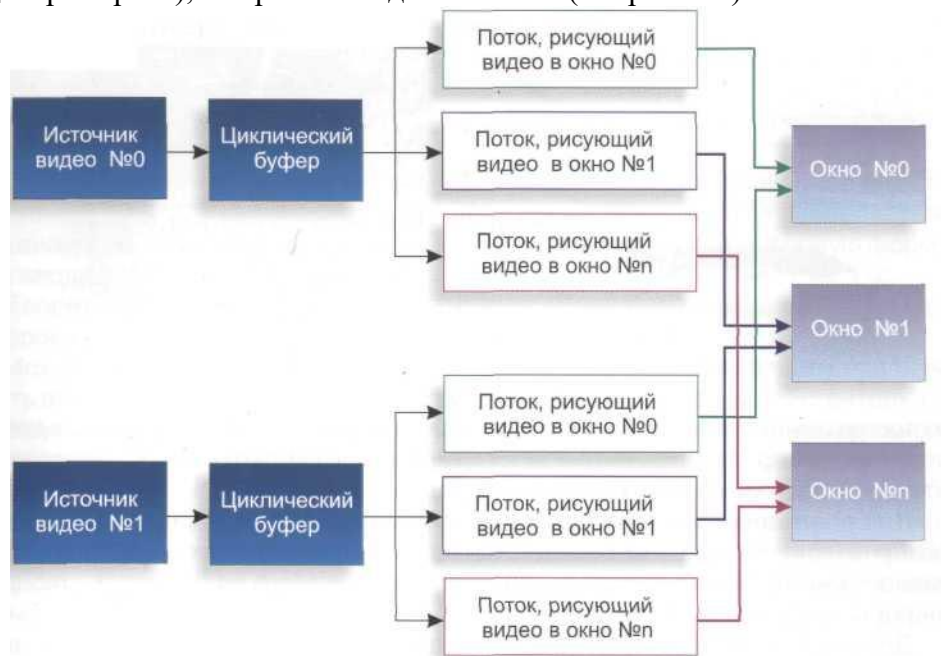 Поток, рисующий
видео в окно №0
Источник
видео №0
Циклический
буфер
Поток, рисующий
видео в окно №1
Окно №0
Поток, рисующий
видео в окно №n
Окно №1
Поток, рисующий
видео в окно №0
Источник
видео №1
Циклический
буфер
Поток, рисующий
видео в окно №1
Окно №n
Поток, рисующий
видео в окно №n